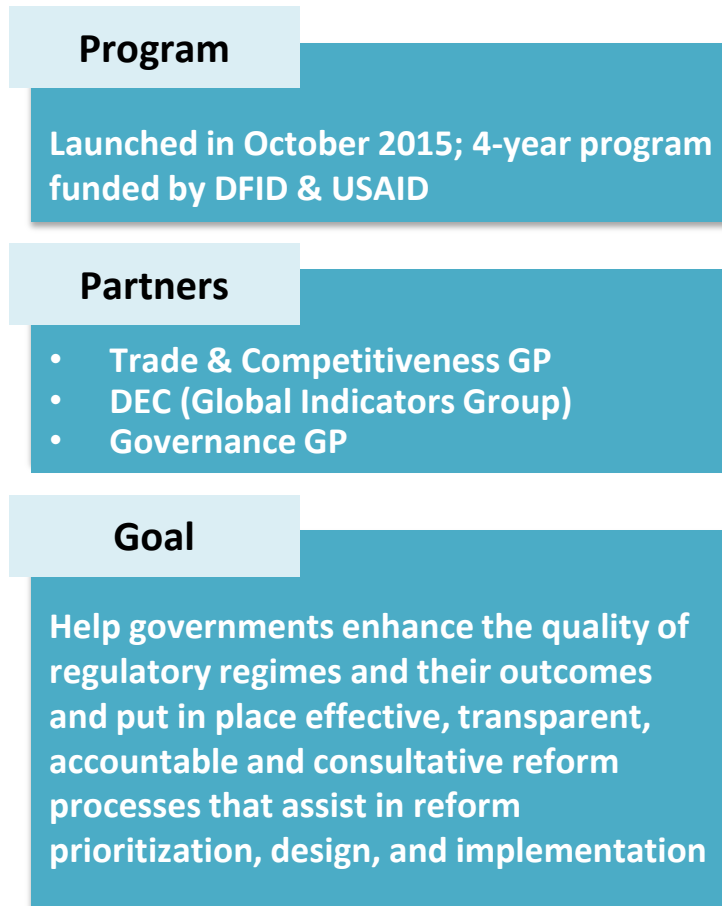 Program
Launched in October 2015; 4-year program
funded by DFID & USAID
Partners
• Trade & Competitiveness GP
• DEC (Global Indicators Group)
• Governance GP
Goal
Help governments enhance the quality of
regulatory regimes and their outcomes
and put in place effective, transparent,
accountable and consultative reform
processes that assist in reform
prioritization, design, and implementation